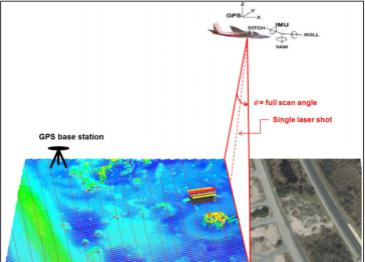 Z
Y
GPS
X
IMU
PITCH
ROLL
YAW
θ= full scan angle
Single laser shot
GPS base station